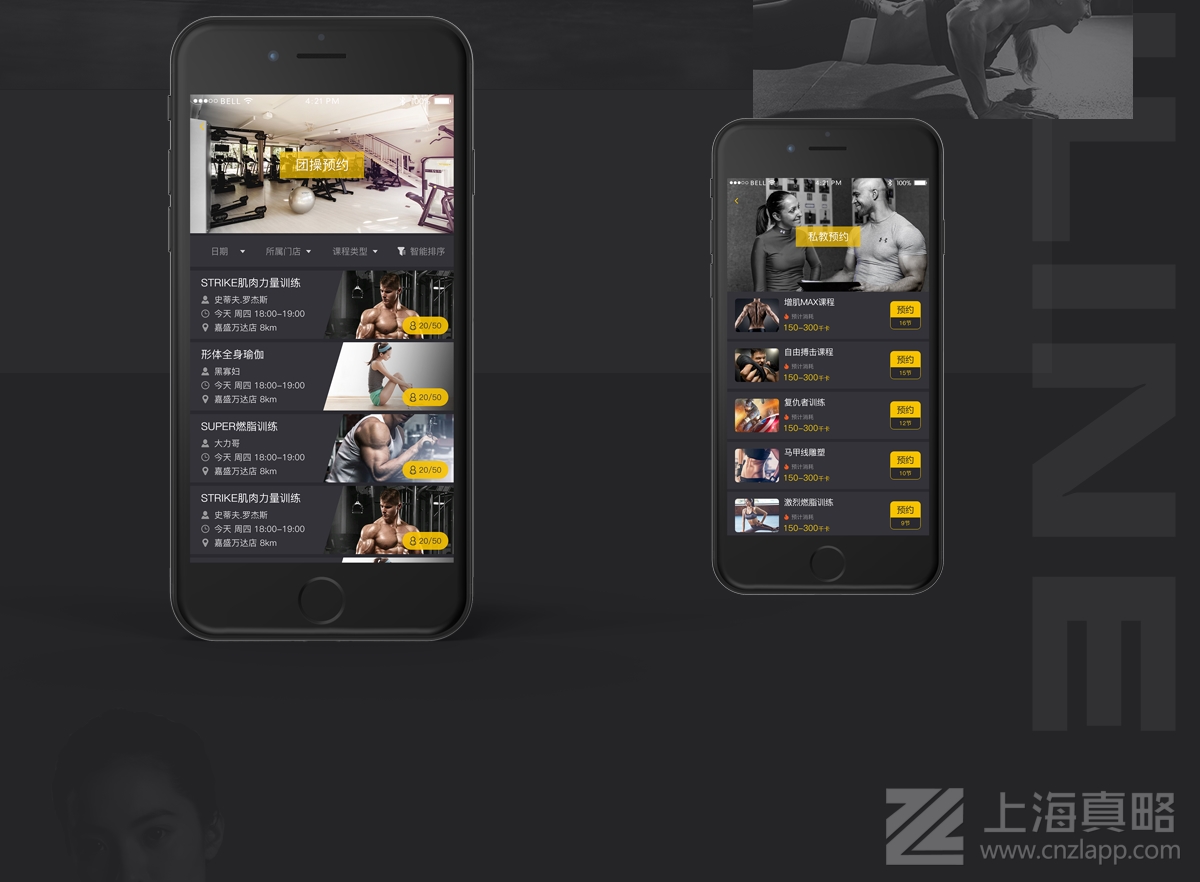 BELL 4:21 PM 100%
团操预约
日期 所属门店 课程类型 智能排序
STRIKE肌肉力量训练
史蒂夫.罗杰斯
今天 周四 18:00-19:00
嘉盛万达店 8km
20/50
形体全身瑜伽
黑寡妇
今天 周四 18:00-19:00
嘉盛万达店 8km
20/50
SUPER燃脂训练
大力哥
今天 周四 18:00-19:00
嘉盛万达店 8km
20/50
STRIKE肌肉力量训练
史蒂夫.罗杰斯
今天 周四 18:00-19:00
嘉盛万达店 8km
20/50
BELL 4:21 PM 100%
私教预约
增肌MAX课程
预计消耗
150-300千卡
预约
16节
自由搏击课程
预计消耗
150-300千卡
预约
15节
复仇者训练
预计消耗
150-300千卡
预约
12节
马甲线雕塑
预计消耗
150-300千卡
预约
10节
激烈燃脂训练
预计消耗
150-300千卡
预约
9节
上海真略
www.cnzlapp.com